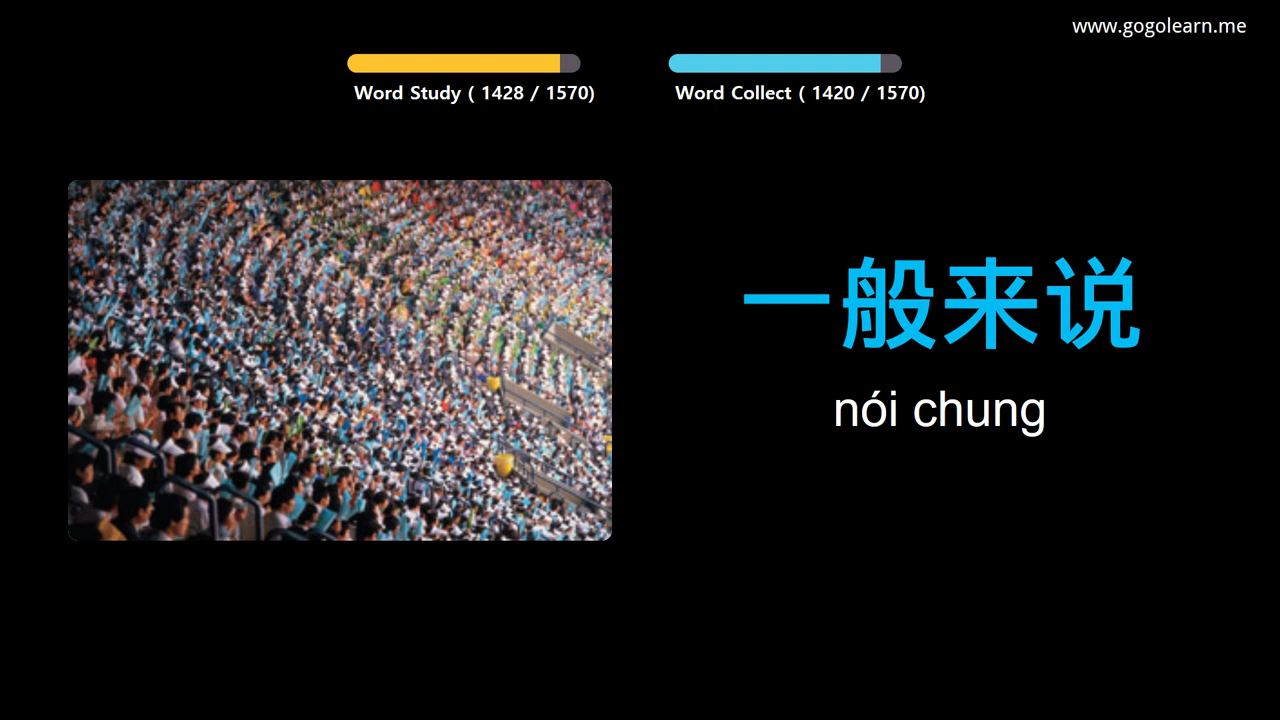 www.gogolearn.me
Word Study ( 1428 / 1570)
Word Collect ( 1420 / 1570)
一般来说
nói chung